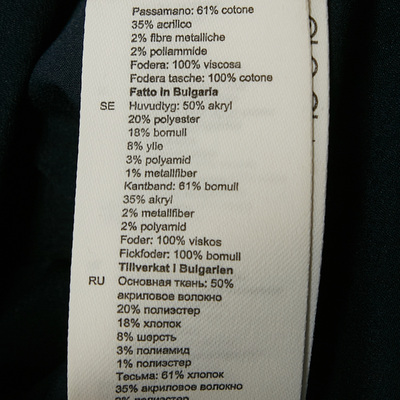 Passamano: 61% cotone
35% acrilico
2% fibre metalliche
2% poliammide
Fodera: 100% viscosa
Fodera tasche: 100% cotone
Fatto in Bulgaria
SE Huvudtyg: 50% akryl
20% polyester
18% bomull
8% ylle
3% polyamid
1% metallfiber
Kantband: 61% bomull
35% akryl
2% metallfiber
2% polyamid
Foder: 100% viskos
Fickfoder: 100% bomull
Tillverkat i Bulgarien
RU Основная ткань: 50%
акриловое волокно
20% полиэстер
18% хлопок
8% шерсть
3% полиамид
1% полиэстер
Тесьма: 61% хлопок
35% акриловое волокно